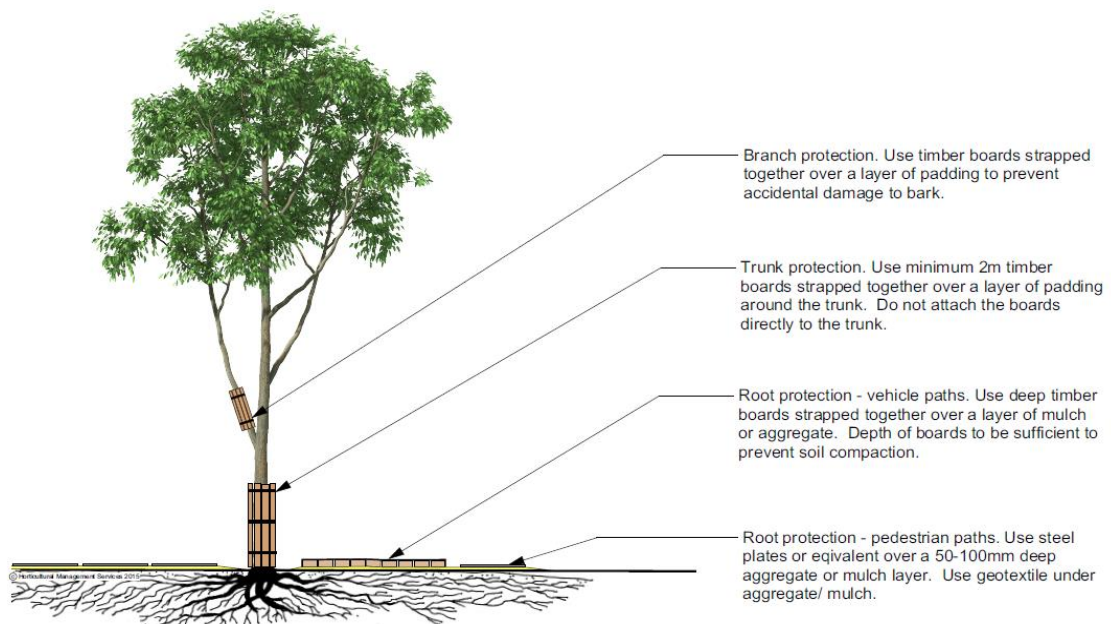 Branch protection. Use timber boards strapped
together over a layer of padding to prevent
accidental damage to bark.
Trunk protection. Use minimum 2m timber
boards strapped together over a layer of padding
around the trunk. Do not attach the boards
directly to the trunk.
Root protection - vehicle paths. Use deep timber
boards strapped together over a layer of mulch
or aggregate. Depth of boards to be sufficient to
prevent soil compaction.
Root protection - pedestrian paths. Use steel
plates or eqivalent over a 50-100mm deep
aggregate or mulch layer. Use geotextile under
aggregate/ mulch.
© Horticultural Management Services 2015